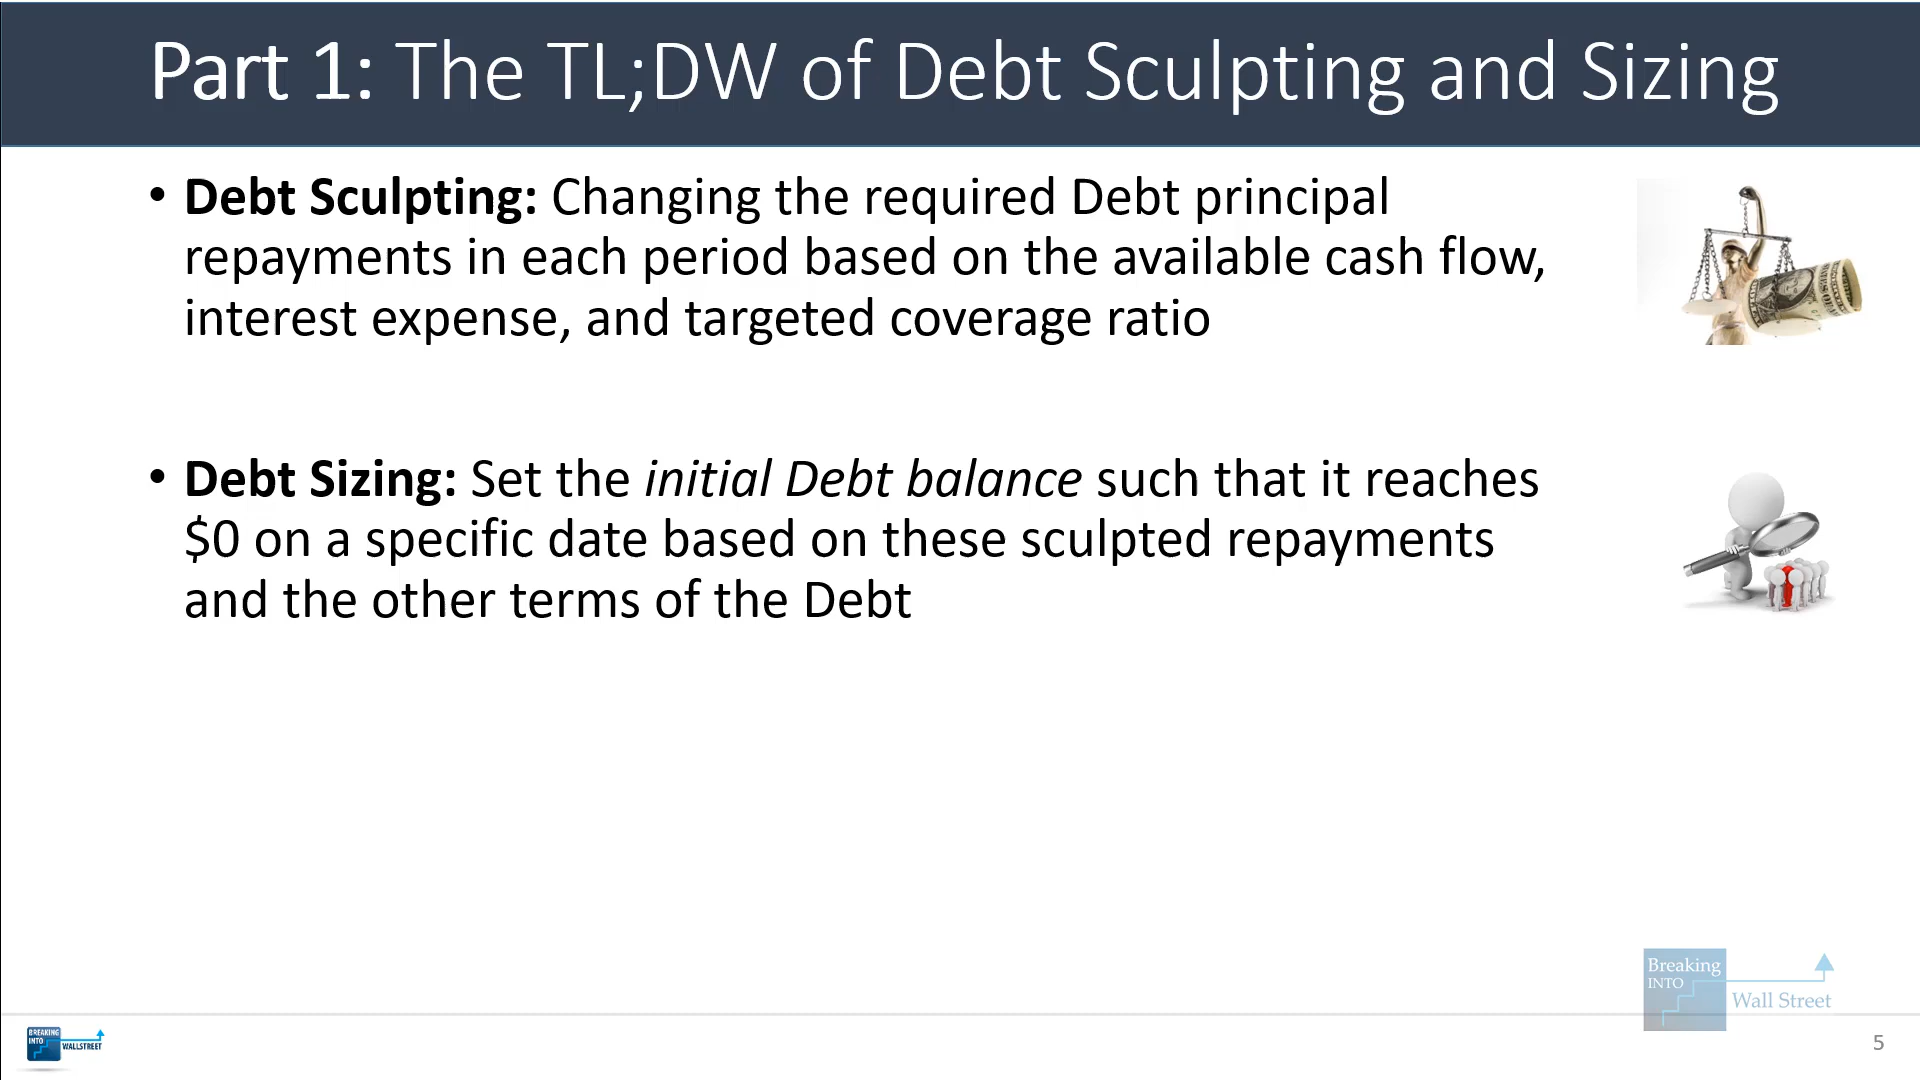 Part 1: The TL;DW of Debt Sculpting and Sizing
• Debt Sculpting: Changing the required Debt principal
repayments in each period based on the available cash flow,
interest expense, and targeted coverage ratio
• Debt Sizing: Set the initial Debt balance such that it reaches
$0 on a specific date based on these sculpted repayments
and the other terms of the Debt
Breaking
INTO
Wall Street
BREAKING
INTO
WALLSTREET
5